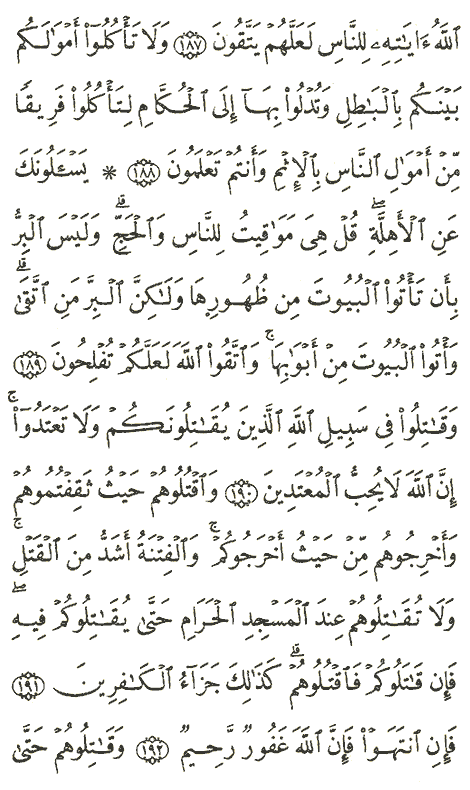 ٱللَّهُ ءَايَـٰتِهِۦ لِلنَّاسِ لَعَلَّهُمْ يَتَّقُونَ ١٨٧ وَلَا تَأْكُلُوٓا۟ أَمْوَٰلَكُم
بَيْنَكُم بِٱلْبَـٰطِلِ وَتُدْلُوا۟ بِهَآ إِلَى ٱلْحُكَّامِ لِتَأْكُلُوا۟ فَرِيقًا
مِّنْ أَمْوَٰلِ ٱلنَّاسِ بِٱلْإِثْمِ وَأَنتُمْ تَعْلَمُونَ ١٨٨ * يَسْـَٔلُونَكَ
عَنِ ٱلْأَهِلَّةِ ۖ قُلْ هِىَ مَوَٰقِيتُ لِلنَّاسِ وَٱلْحَجِّ ۗ وَلَيْسَ ٱلْبِرُّ
بِأَن تَأْتُوا۟ ٱلْبُيُوتَ مِن ظُهُورِهَا وَلَـٰكِنَّ ٱلْبِرَّ مَنِ ٱتَّقَىٰ ۗ
وَأْتُوا۟ ٱلْبُيُوتَ مِنْ أَبْوَٰبِهَا ۚ وَٱتَّقُوا۟ ٱللَّهَ لَعَلَّكُمْ تُفْلِحُونَ ١٨٩
وَقَـٰتِلُوا۟ فِى سَبِيلِ ٱللَّهِ ٱلَّذِينَ يُقَـٰتِلُونَكُمْ وَلَا تَعْتَدُوٓا۟ ۚ
إِنَّ ٱللَّهَ لَا يُحِبُّ ٱلْمُعْتَدِينَ ١٩٠ وَٱقْتُلُوهُمْ حَيْثُ ثَقِفْتُمُوهُمْ
وَأَخْرِجُوهُم مِّنْ حَيْثُ أَخْرَجُوكُمْ ۚ وَٱلْفِتْنَةُ أَشَدُّ مِنَ ٱلْقَتْلِ ۚ
وَلَا تُقَـٰتِلُوهُمْ عِندَ ٱلْمَسْجِدِ ٱلْحَرَامِ حَتَّىٰ يُقَـٰتِلُوكُمْ فِيهِ ۖ
فَإِن قَـٰتَلُوكُمْ فَٱقْتُلُوهُمْ ۗ كَذَٰلِكَ جَزَآءُ ٱلْكَـٰفِرِينَ ١٩١
فَإِنِ ٱنتَهَوْا۟ فَإِنَّ ٱللَّهَ غَفُورٌ رَّحِيمٌ ١٩٢ وَقَـٰتِلُوهُمْ حَتَّىٰ